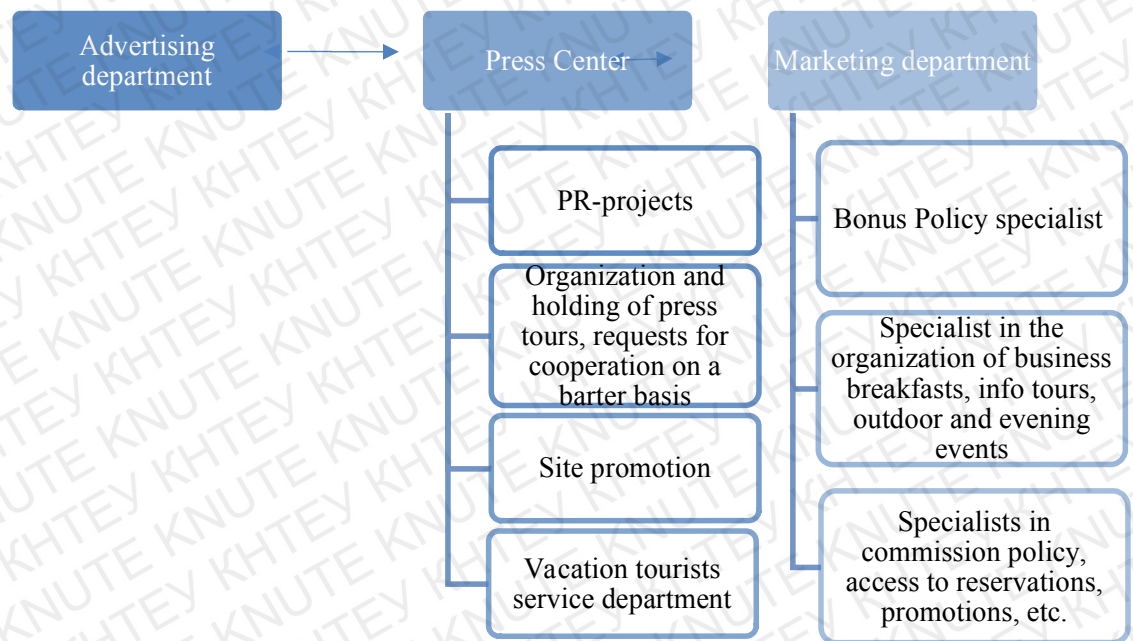 Advertising
department
Press Center
Marketing department
PR-projects
Organization and
holding of press
tours, requests for
cooperation on a
barter basis
Site promotion
Vacation tourists
service department
Bonus Policy specialist
Specialist in the
organization of business
breakfasts, info tours,
outdoor and evening
events
Specialists in
commission policy,
access to reservations,
promotions, etc.